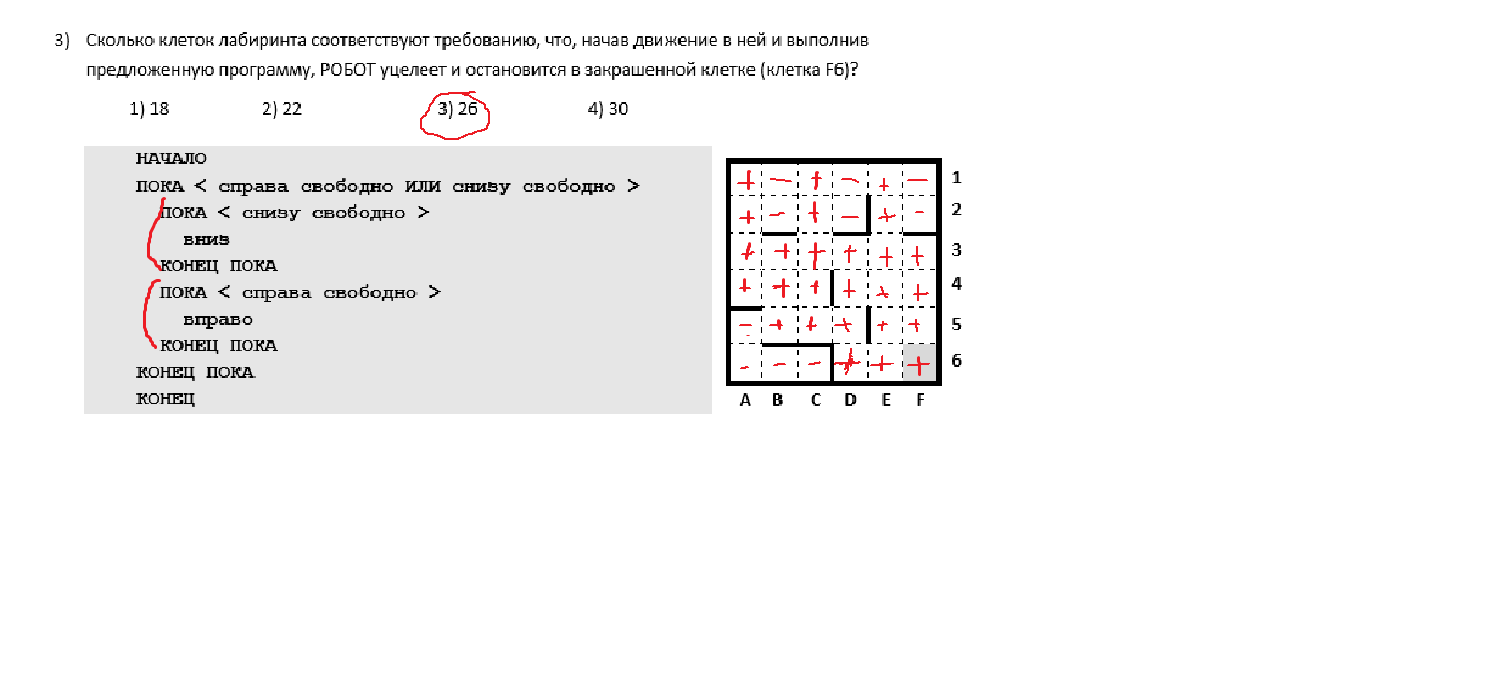 3) Сколько клеток лабиринта соответствуют требованию, что, начав движение в ней и выполнив
предложенную программу, РОБОТ уцелеет и остановится в закрашенной клетке (клетка F6)?
1) 18 2) 22 3) 26 4) 30
НАЧАЛО
ПОКА < справа свободно ИЛИ снизу свободно >
ПОКА < снизу свободно >
вниз
КОНЕЦ ПОКА
ПОКА < справа свободно >
вправо
КОНЕЦ ПОКА
КОНЕЦ ПОКА
КОНЕЦ
+ − + − + − 1
+ − + − + - 2
+ + + + + + 3
+ + + + + + 4
− + + + + + 5
- − − + + + 6
A B C D E F